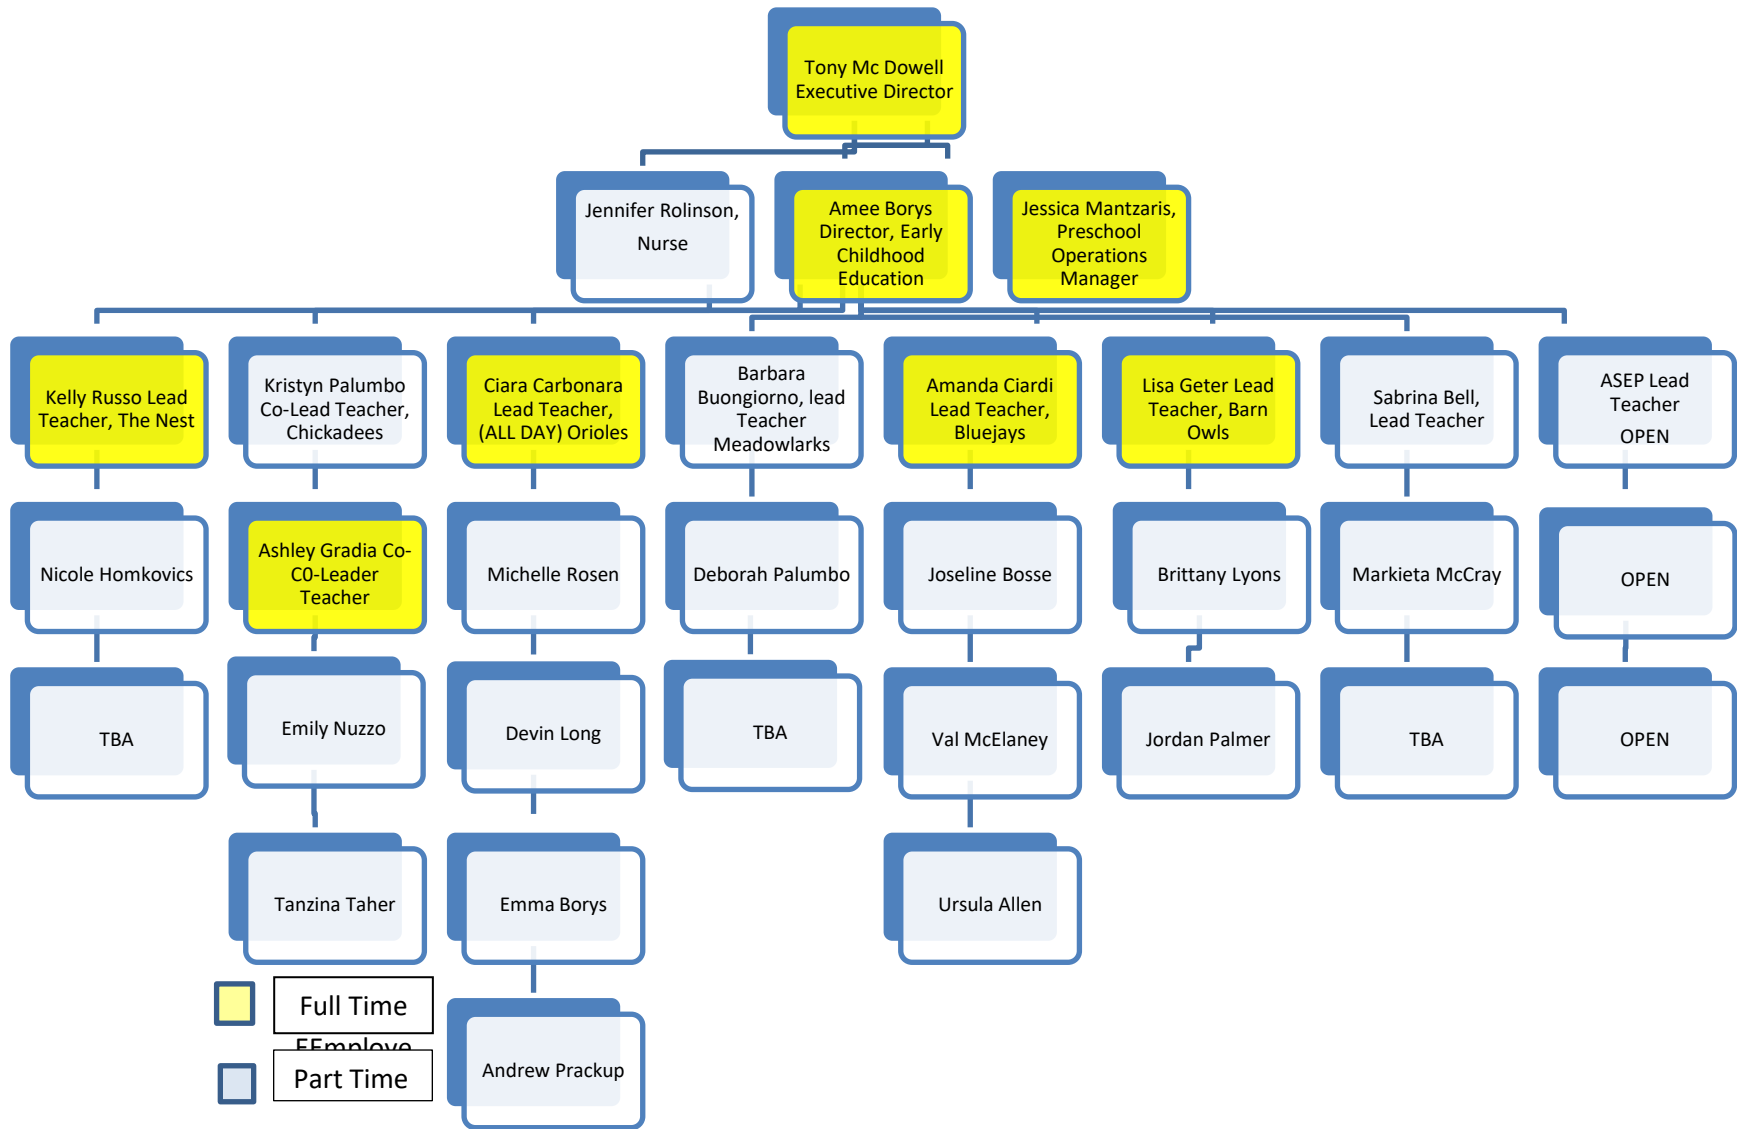 Tony Mc Dowell
Executive Director
Jennifer Rolinson,
Nurse
Amee Borys
Director, Early
Childhood
Education
Jessica Mantzaris,
Preschool
Operations
Manager
Kelly Russo Lead
Teacher, The Nest
Kristyn Palumbo
Co-Lead Teacher,
Chickadees
Ciara Carbonara
Lead Teacher,
(ALL DAY) Orioles
Barbara
Buongiorno, lead
Teacher
Meadowlarks
Amanda Ciardi
Lead Teacher,
Bluejays
Lisa Geter Lead
Teacher, Barn
Owls
Sabrina Bell,
Lead Teacher
ASEP Lead
Teacher
OPEN
Nicole Homkovics
Ashley Gradia Co-
C0-Leader
Teacher
Michelle Rosen
Deborah Palumbo
Joseline Bosse
Brittany Lyons
Markieta McCray
OPEN
TBA
Emily Nuzzo
Devin Long
TBA
Val McElaney
Jordan Palmer
TBA
OPEN
Tanzina Taher
Emma Borys
Ursula Allen
Andrew Prackup
Full Time
Part Time